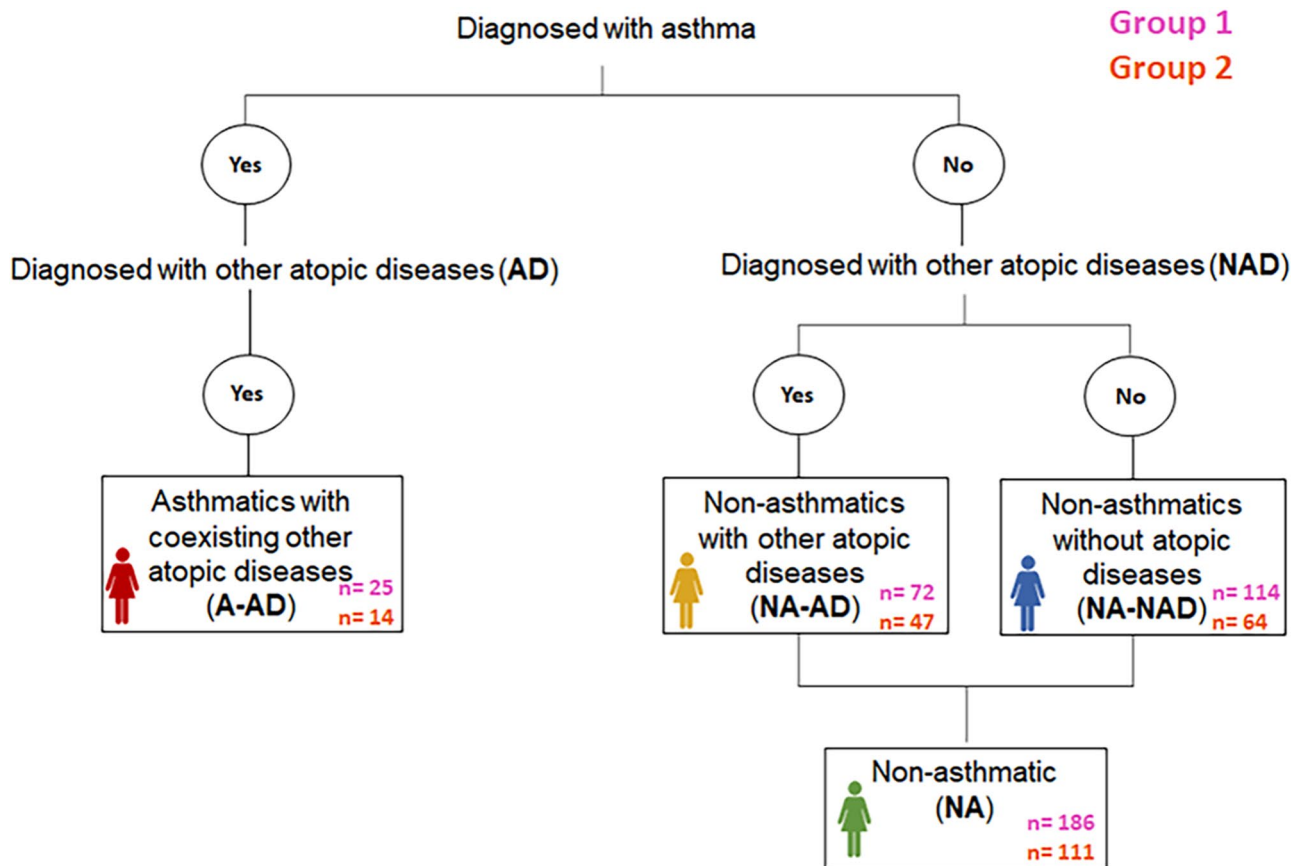 Diagnosed with asthma
Group 1
Group 2
Yes
No
Diagnosed with other atopic diseases (AD)
Diagnosed with other atopic diseases (NAD)
Yes
Yes
No
Asthmatics with
coexisting other
atopic diseases
(A-AD)
n= 25
n= 14
Non-asthmatics
with other atopic
diseases
(NA-AD)
n= 72
n= 47
Non-asthmatics
without atopic
diseases
(NA-NAD)
n= 114
n= 64
Non-asthmatic
(NA)
n= 186
n= 111